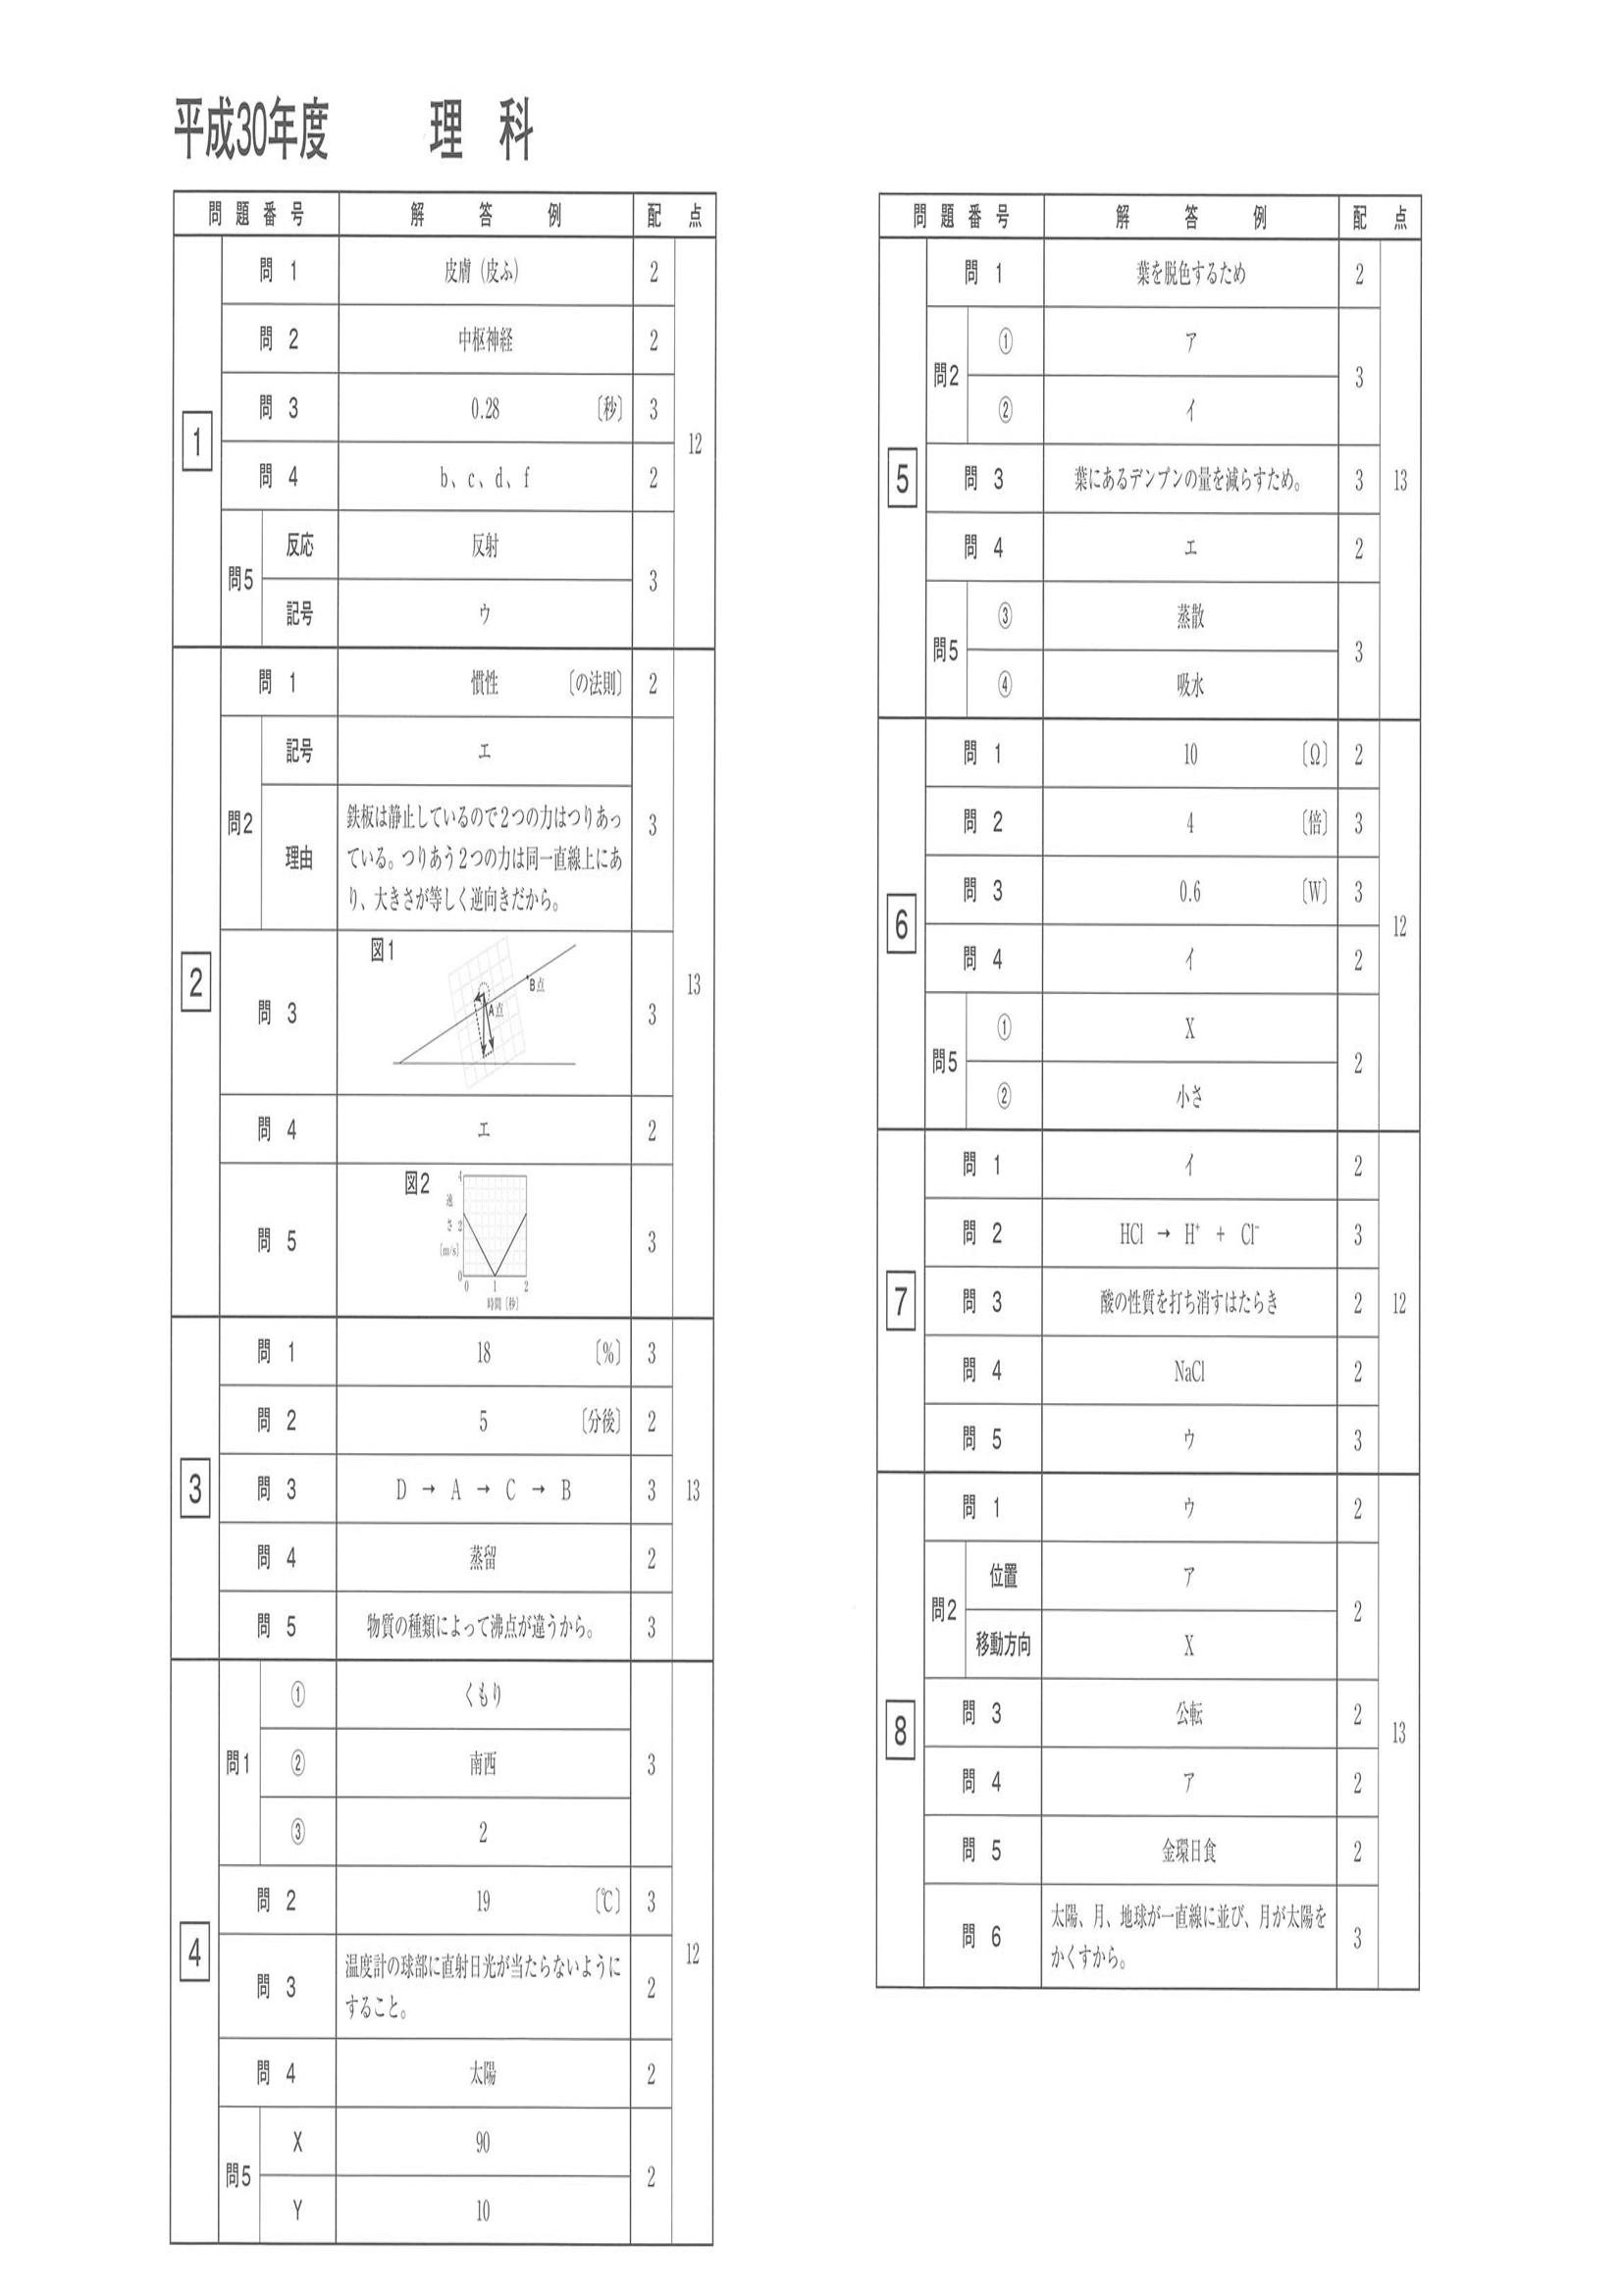 平成30年度 理 科
問 題 番 号 解 答 例 配 点
1 12
問 1 皮膚（皮ふ） 2
問 2 中枢神経 2
問 3 0.28 〔秒〕 3
問 4 b、c、d、f 2
問5 3
反応 反射
記号 ウ
2 13
問 1 慣性 〔の法則〕 2
問2 3
記号 エ
理由
鉄板は静止しているので２つの力はつりあっ
ている。つりあう２つの力は同一直線上にあ
り、大きさが等しく逆向きだから。
問 3 3
図1
B点
A点
問 4 エ 2
問 5 3
図2
4
速
さ 2
〔m/s〕
0
0 1 2
時間〔秒〕
3 13
問 1 18 〔％〕 3
問 2 5 〔分後〕 2
問 3 D → A → C → B 3
問 4 蒸留 2
問 5 物質の種類によって沸点が違うから。 3
4 12
問1 3
① くもり
② 南西
③ 2
問 2 19 〔℃〕 3
問 3 2
温度計の球部に直射日光が当たらないように
すること。
問 4 太陽 2
問5 2
X 90
Y 10
問 題 番 号 解 答 例 配 点
5 13
問 1 葉を脱色するため 2
問2 3
① ア
② イ
問 3 葉にあるデンプンの量を減らすため。 3
問 4 エ 2
問5 3
③ 蒸散
④ 吸水
6 12
問 1 10 〔Ω〕 2
問 2 4 〔倍〕 3
問 3 0.6 〔W〕 3
問 4 イ 2
問5 2
① X
② 小さ
7 12
問 1 イ 2
問 2 HCl → H⁺ + Cl⁻ 3
問 3 酸の性質を打ち消すはたらき 2
問 4 NaCl 2
問 5 ウ 3
8 13
問 1 ウ 2
問2 2
位置 ア
移動方向 X
問 3 公転 2
問 4 ア 2
問 5 金環日食 2
問 6 3
太陽、月、地球が一直線に並び、月が太陽を
かくすから。